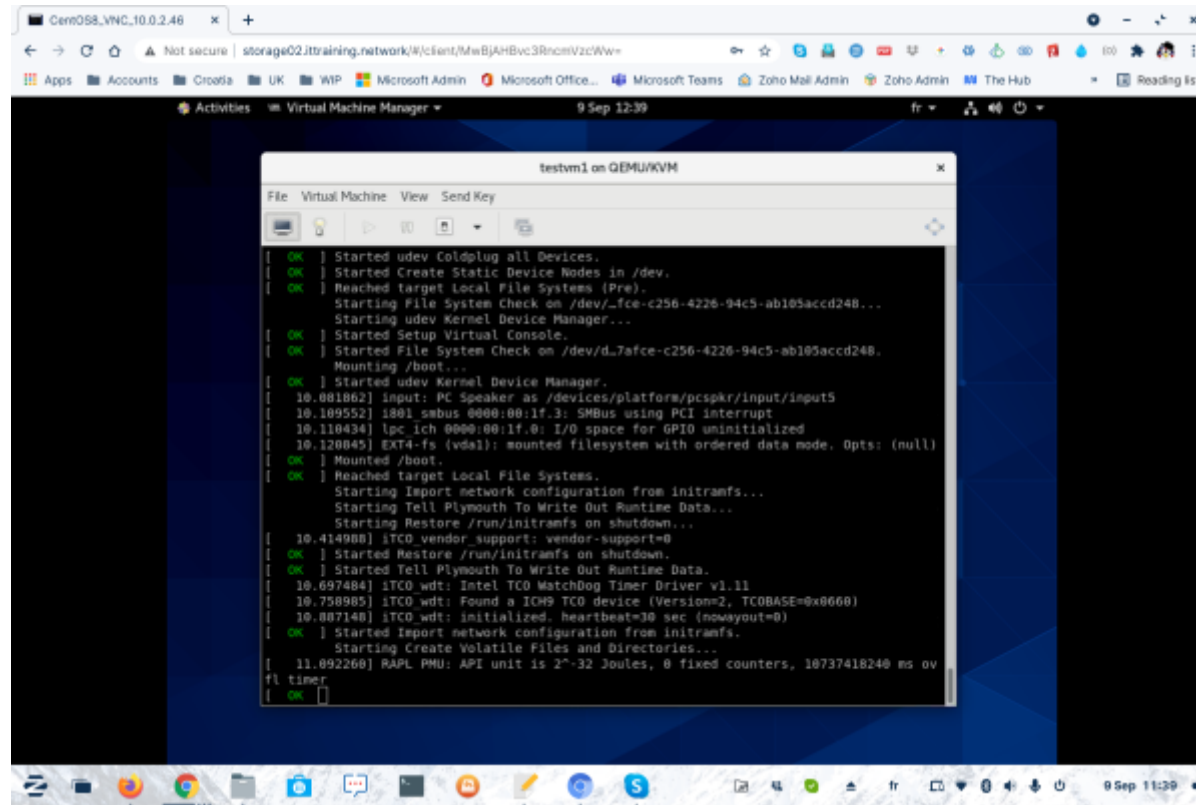 CentOS8_VNC_10.0.2.46
Not secure | storage02.ittraining.network/#/client/MwBjAHBvc3RncmVzcWw=
Apps Accounts Croatia UK WIP Microsoft Admin Microsoft Office... Microsoft Teams Zoho Mail Admin Zoho Admin The Hub » Reading lis
Activities Virtual Machine Manager 9 Sep 12:39 fr
testvm1 on QEMU/KVM
File Virtual Machine View Send Key
[ OK ] Started udev Coldplug all Devices.
[ OK ] Started Create Static Device Nodes in /dev.
[ OK ] Reached target Local File Systems (Pre).
Starting File System Check on /dev/…fce-c256-4226-94c5-ab105accd248...
Starting udev Kernel Device Manager...
[ OK ] Started Setup Virtual Console.
[ OK ] Started File System Check on /dev/d…7afce-c256-4226-94c5-ab105accd248.
Mounting /boot...
[ OK ] Started udev Kernel Device Manager.
[ 10.081862] input: PC Speaker as /devices/platform/pcspkr/input/input5
[ 10.109552] i801_smbus 0000:00:1f.3: SMBus using PCI interrupt
[ 10.110434] lpc_ich 0000:00:1f.0: I/O space for GPIO uninitialized
[ 10.120845] EXT4-fs (vda1): mounted filesystem with ordered data mode. Opts: (null)
[ OK ] Mounted /boot.
[ OK ] Reached target Local File Systems.
Starting Import network configuration from initramfs...
Starting Tell Plymouth To Write Out Runtime Data...
Starting Restore /run/initramfs on shutdown...
[ 10.414988] iTCO_vendor_support: vendor-support=0
[ OK ] Started Restore /run/initramfs on shutdown.
[ OK ] Started Tell Plymouth To Write Out Runtime Data.
[ 10.697484] iTCO_wdt: Intel TCO WatchDog Timer Driver v1.11
[ 10.758985] iTCO_wdt: Found a ICH9 TCO device (Version=2, TCOBASE=0x0660)
[ 10.887148] iTCO_wdt: initialized. heartbeat=30 sec (nowayout=0)
[ OK ] Started Import network configuration from initramfs.
Starting Create Volatile Files and Directories...
[ 11.092260] RAPL PMU: API unit is 2^-32 Joules, 0 fixed counters, 10737418240 ms ov
fl timer
[ OK
fr 9 Sep 11:39